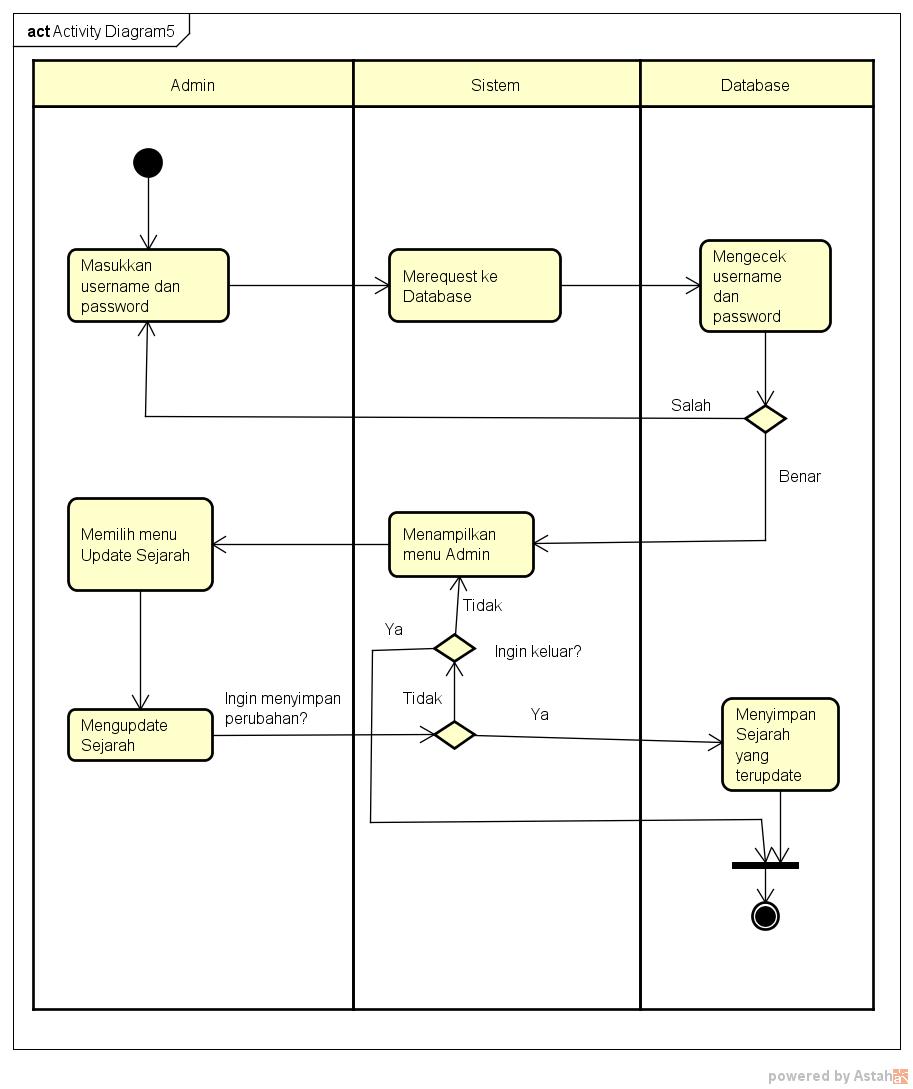 act Activity Diagram5
Admin
Sistem
Database
Masukkan
username dan
password
Merequest ke
Database
Mengecek
username
dan
password
Salah
Benar
Memilih menu
Update Sejarah
Menampilkan
menu Admin
Tidak
Ya
Ingin keluar?
Ingin menyimpan
perubahan?
Tidak
Ya
Mengupdate
Sejarah
Menyimpan
Sejarah
yang
terupdate
powered by Astah